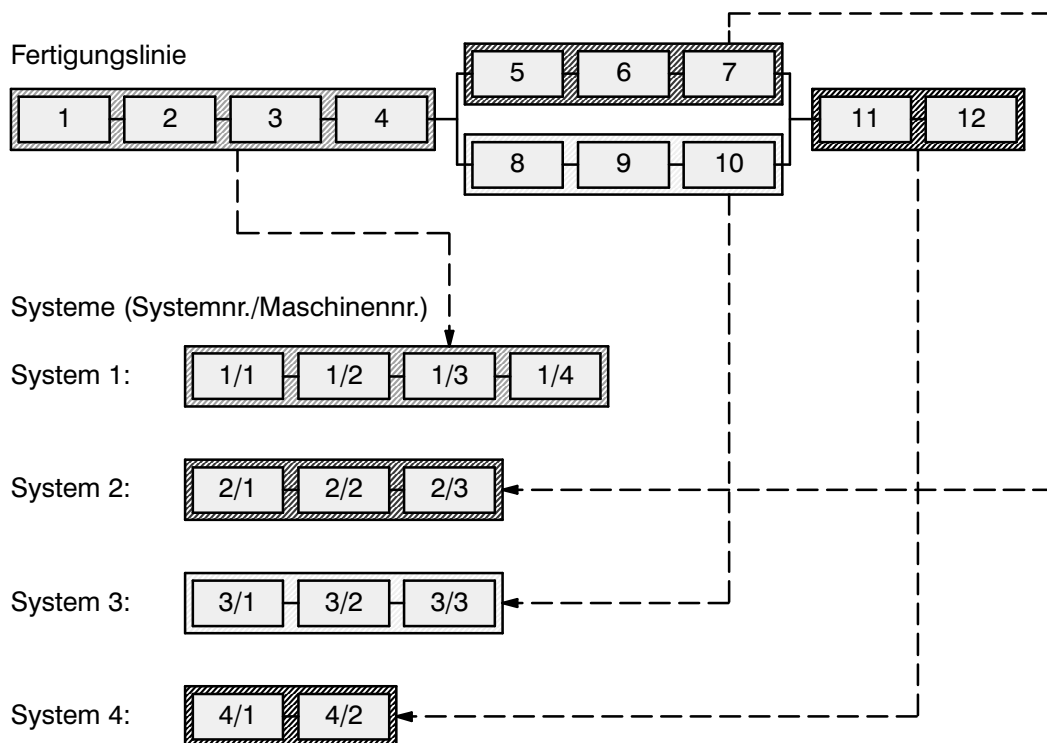 Fertigungslinie
5 6 7
1 2 3 4
11 12
8 9 10
Systeme (Systemnr./Maschinennr.)
System 1: 1/1 1/2 1/3 1/4
System 2: 2/1 2/2 2/3
System 3: 3/1 3/2 3/3
System 4: 4/1 4/2